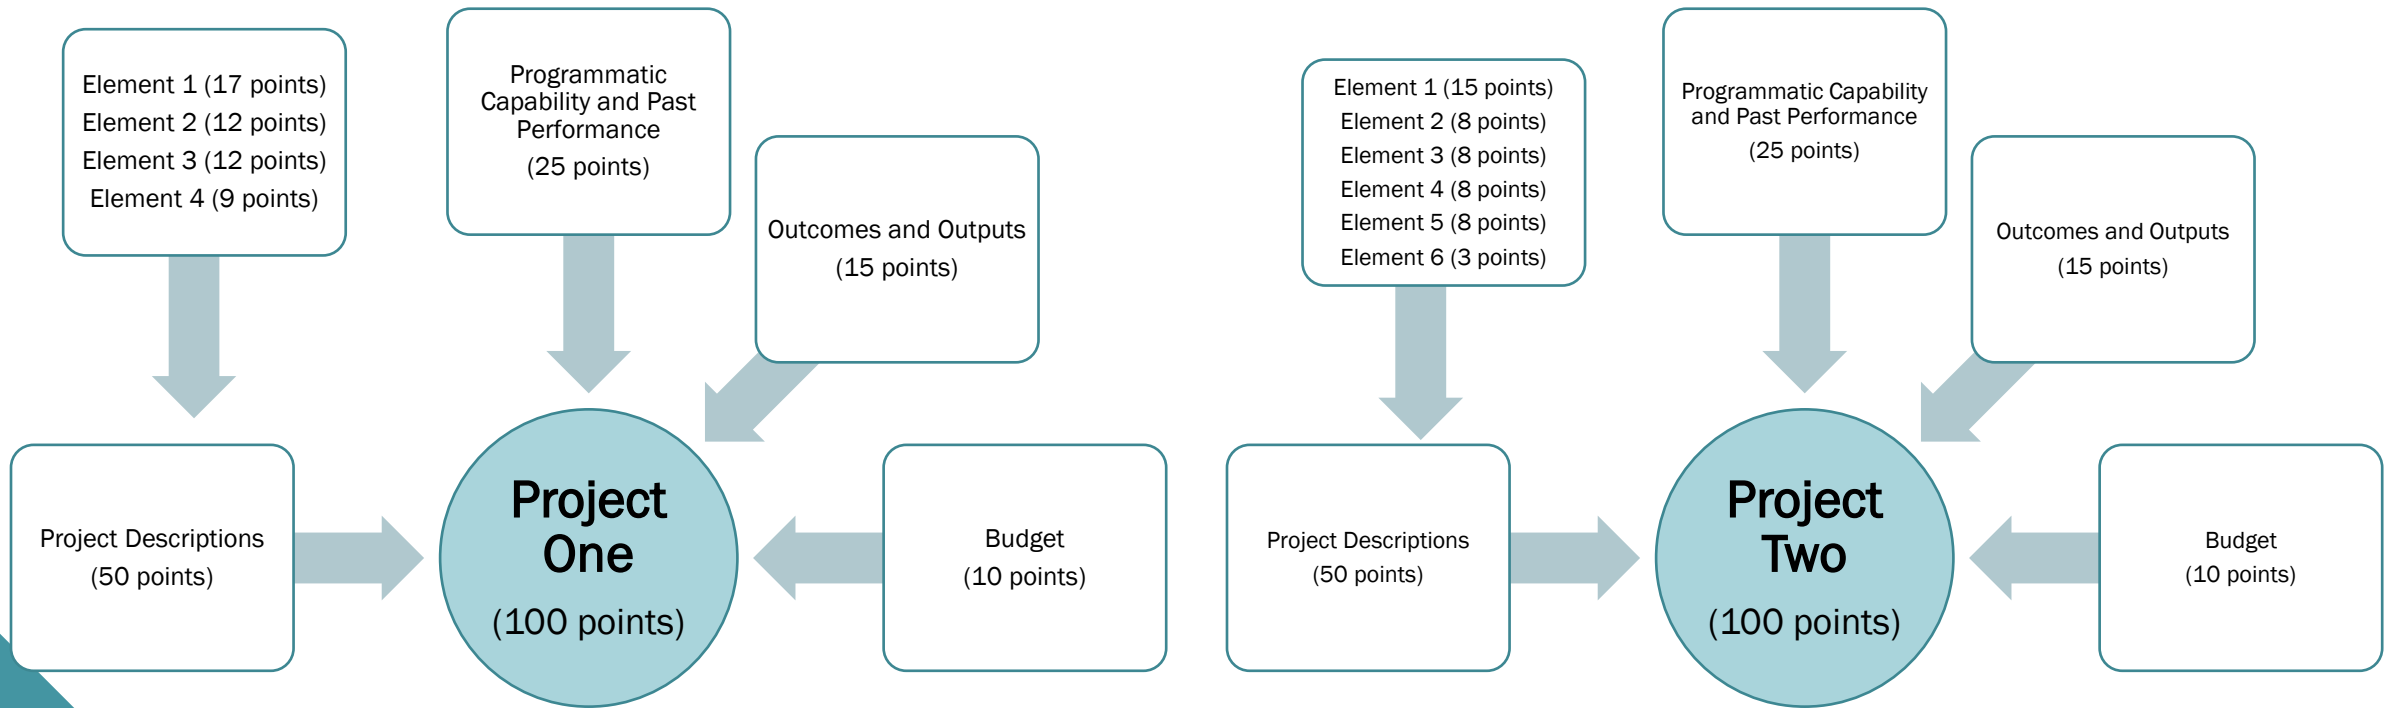 Element 1 (17 points)
Element 2 (12 points)
Element 3 (12 points)
Element 4 (9 points)
Programmatic
Capability and Past
Performance
(25 points)
Outcomes and Outputs
(15 points)
Project Descriptions
(50 points)
Project
One
(100 points)
Budget
(10 points)
Element 1 (15 points)
Element 2 (8 points)
Element 3 (8 points)
Element 4 (8 points)
Element 5 (8 points)
Element 6 (3 points)
Programmatic Capability
and Past Performance
(25 points)
Outcomes and Outputs
(15 points)
Project Descriptions
(50 points)
Project
Two
(100 points)
Budget
(10 points)